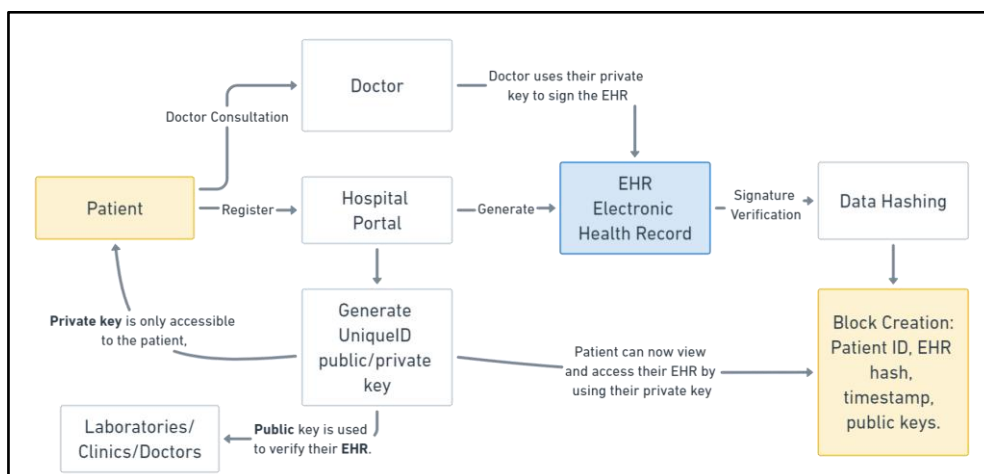 Doctor
Doctor uses their private
key to sign the EHR
Doctor Consultation
Patient
Register
Hospital
Portal
Generate
EHR
Electronic
Health Record
Signature
Verification
Data Hashing
Private key is only accessible
to the patient,
Generate
UniqueID
public/private
key
Patient can now view
and access their EHR by
using their private key
Block Creation:
Patient ID, EHR
hash,
timestamp,
public keys.
Laboratories/
Clinics/Doctors
Public key is used
to verify their EHR.